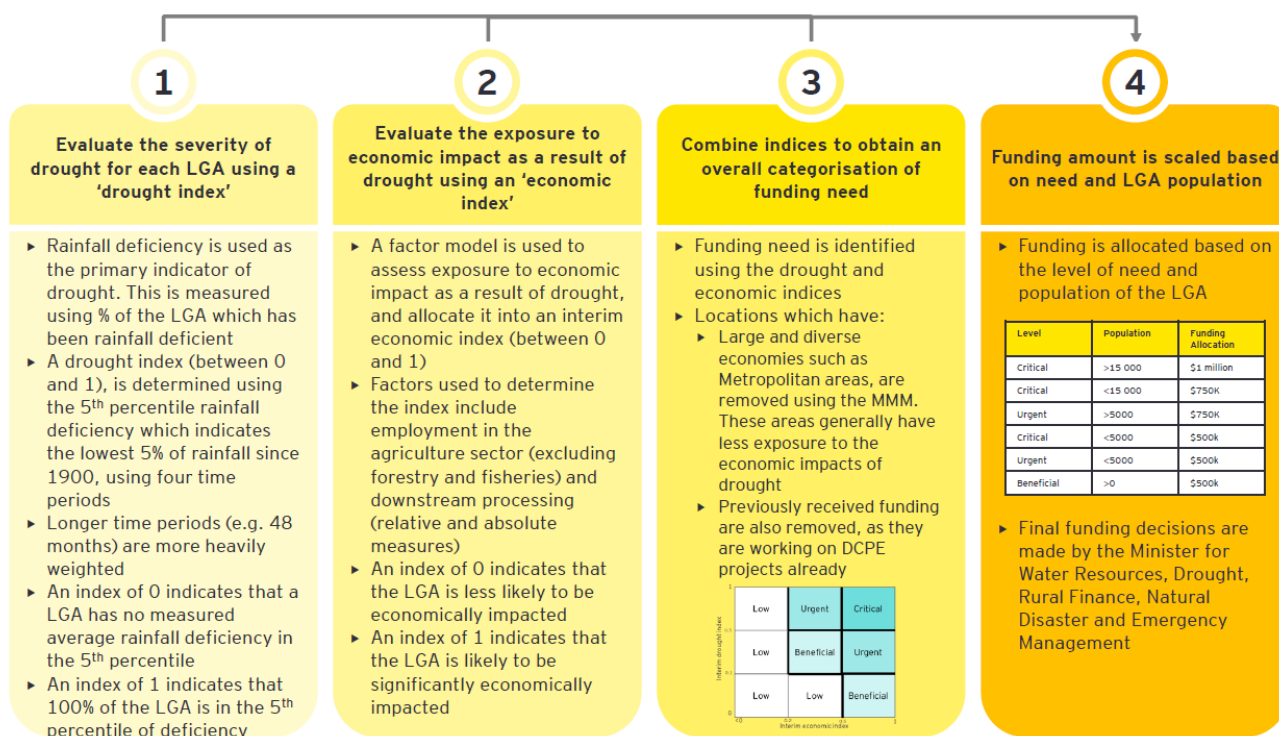 1
Evaluate the severity of
drought for each LGA using a
‘drought index’
► Rainfall deficiency is used as
the primary indicator of
drought. This is measured
using % of the LGA which has
been rainfall deficient
► A drought index (between 0
and 1), is determined using
the 5th percentile rainfall
deficiency which indicates
the lowest 5% of rainfall since
1900, using four time
periods
► Longer time periods (e.g. 48
months) are more heavily
weighted
► An index of 0 indicates that a
LGA has no measured
average rainfall deficiency in
the 5th percentile
► An index of 1 indicates that
100% of the LGA is in the 5th
percentile of deficiency
2
Evaluate the exposure to
economic impact as a result of
drought using an ‘economic
index’
► A factor model is used to
assess exposure to economic
impact as a result of drought,
and allocate it into an interim
economic index (between 0
and 1)
► Factors used to determine
the index include
employment in the
agriculture sector (excluding
forestry and fisheries) and
downstream processing
(relative and absolute
measures)
► An index of 0 indicates that
the LGA is less likely to be
economically impacted
► An index of 1 indicates that
the LGA is likely to be
significantly economically
impacted
3
Combine indices to obtain an
overall categorisation of
funding need
► Funding need is identified
using the drought and
economic indices
► Locations which have:
► Large and diverse
economies such as
Metropolitan areas, are
removed using the MMM.
These areas generally have
less exposure to the
economic impacts of
drought
► Previously received funding
are also removed, as they
are working on DCPE
projects already
Interim drought index
1
Low Urgent Critical
Low Beneficial Urgent
Low Low Beneficial
0
1
Interim economic index
4
Funding amount is scaled based
on need and LGA population
► Funding is allocated based on
the level of need and
population of the LGA
Level Population Funding
Allocation
Critical >15 000 $1 million
Critical <15 000 $750K
Urgent >5000 $750K
Critical <5000 $500k
Urgent <5000 $500k
Beneficial >0 $500k
► Final funding decisions are
made by the Minister for
Water Resources, Drought,
Rural Finance, Natural
Disaster and Emergency
Management